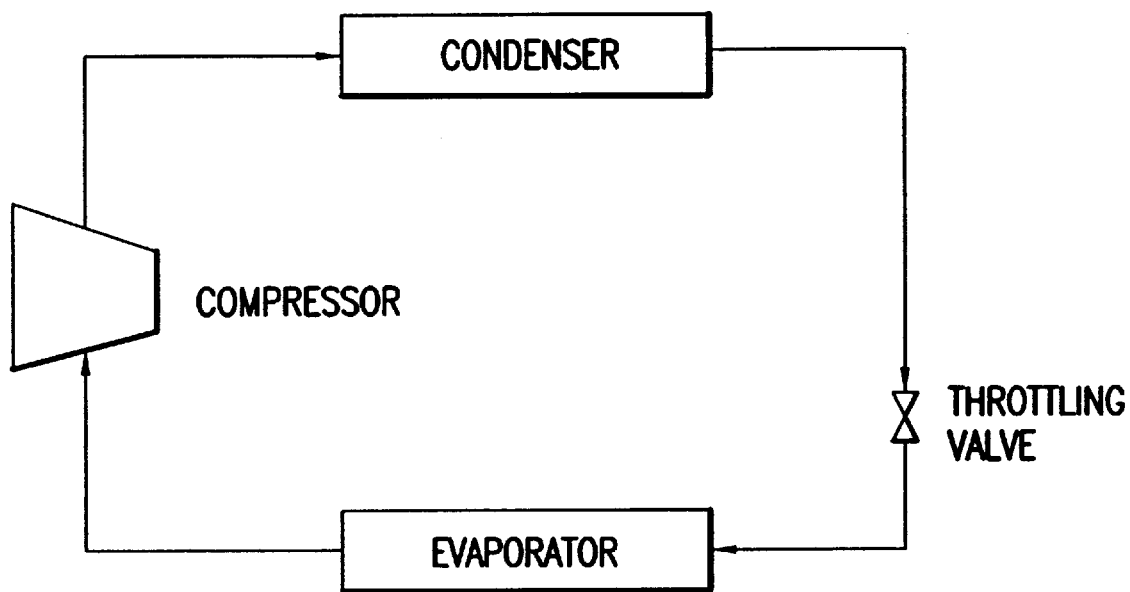 CONDENSER
COMPRESSOR
THROTTLING
VALVE
EVAPORATOR